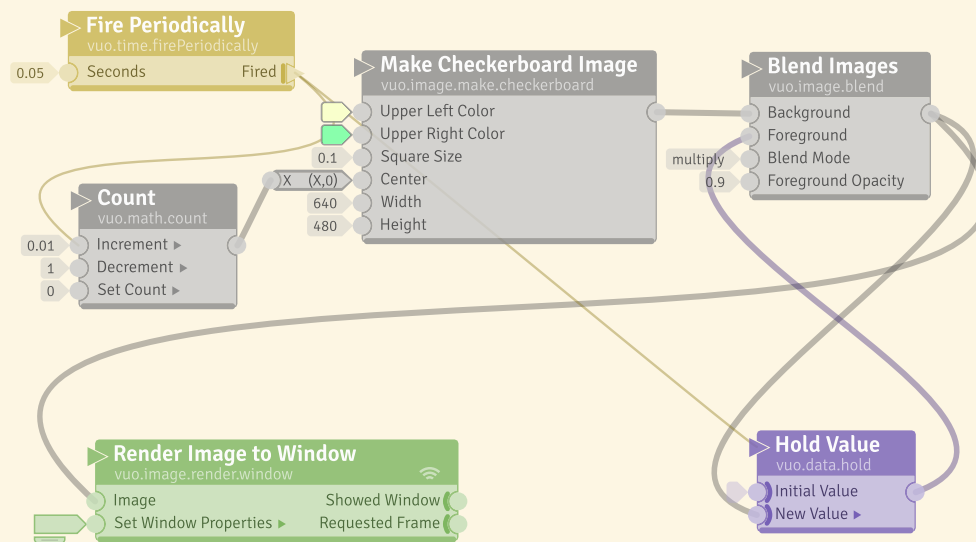 Fire Periodically
vuo.time.firePeriodically
0.05
Seconds
Fired
Make Checkerboard Image
vuo.image.make.checkerboard
Upper Left Color
Upper Right Color
0.1
Square Size
X (X,0)
Center
640
Width
480
Height
Blend Images
vuo.image.blend
Background
Foreground
multiply
Blend Mode
0.9
Foreground Opacity
Count
vuo.math.count
0.01
Increment
1
Decrement
0
Set Count
Render Image to Window
vuo.image.render.window
Image
Showed Window
Set Window Properties
Requested Frame
Hold Value
vuo.data.hold
Initial Value
New Value